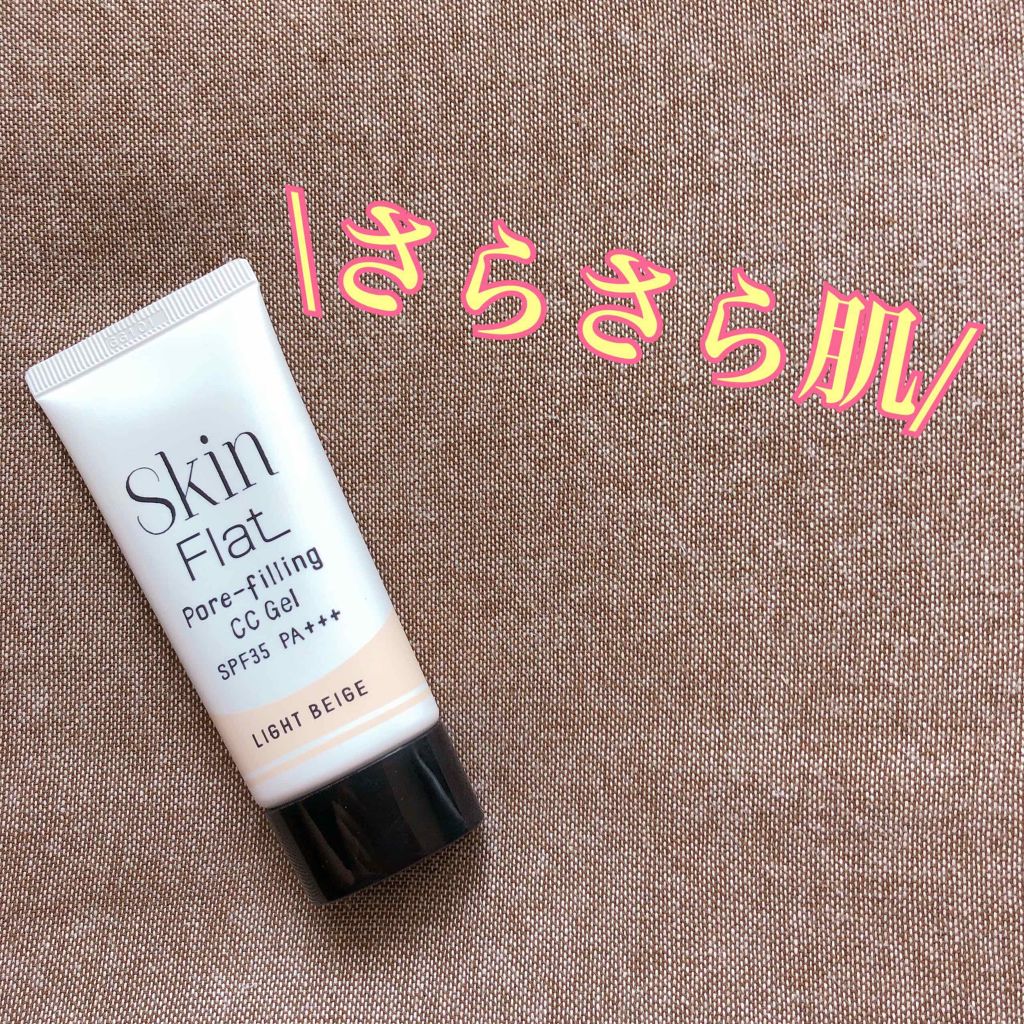 \さらさら肌/
Skin
Flat
Pore-filling
CC Gel
SPF35 PA+++
LIGHT BEIGE